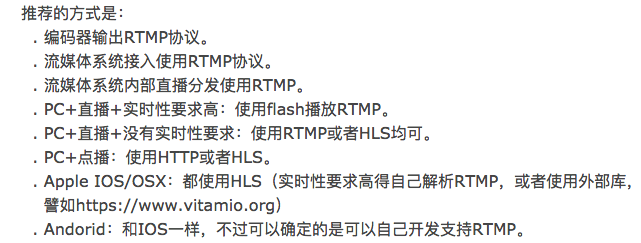 推荐的方式是：
. 编码器输出RTMP协议。
. 流媒体系统接入使用RTMP协议。
. 流媒体系统内部直播分发使用RTMP。
. PC+直播+实时性要求高：使用flash播放RTMP。
. PC+直播+没有实时性要求：使用RTMP或者HLS均可。
. PC+点播：使用HTTP或者HLS。
. Apple IOS/OSX：都使用HLS（实时性要求高得自己解析RTMP，或者使用外部库，
譬如https://www.vitamio.org)
. Andorid：和IOS一样，不过可以确定的是可以自己开发支持RTMP。